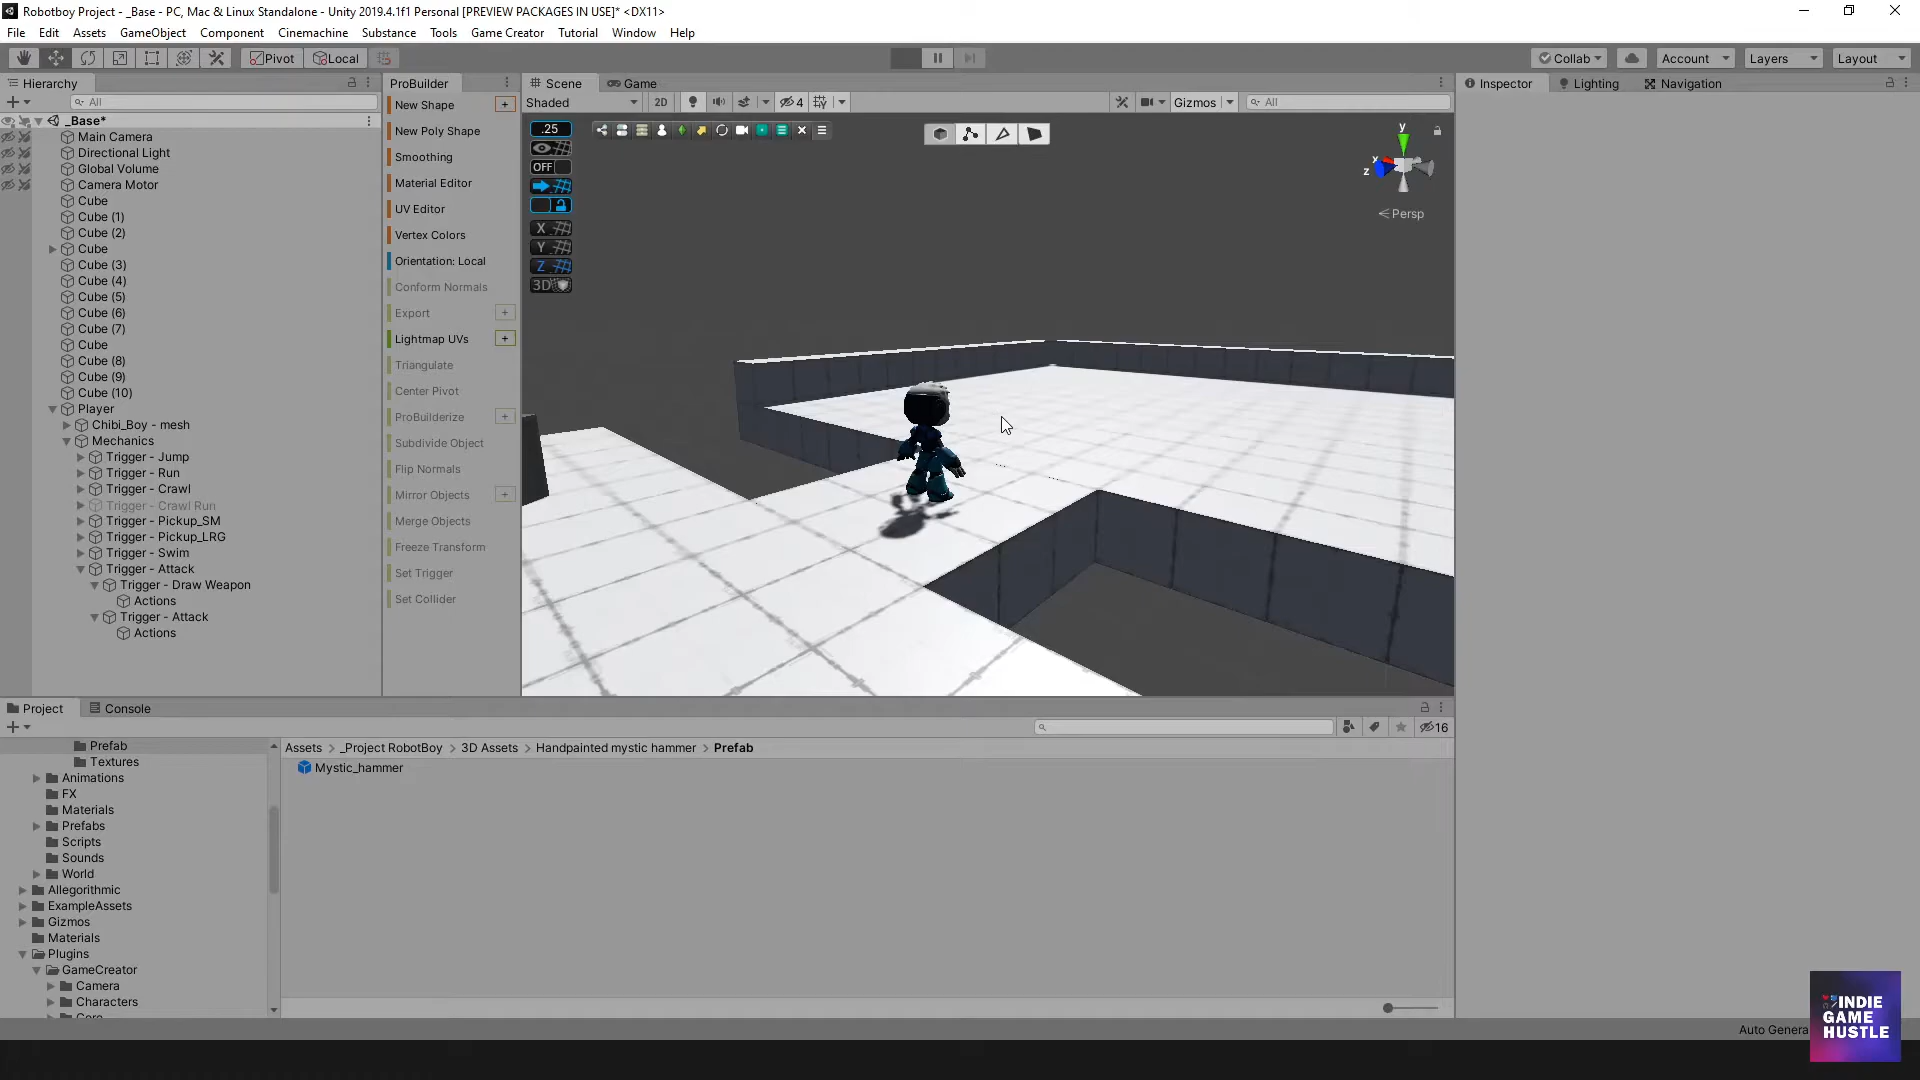 Robotboy Project - _Base - PC, Mac & Linux Standalone - Unity 2019.4.1f1 Personal [PREVIEW PACKAGES IN USE]* <DX11>
File Edit Assets GameObject Component Cinemachine Substance Tools Game Creator Tutorial Window Help
Pivot Local Collab Account Layers Layout
Hierarchy
All
_Base*
Main Camera
Directional Light
Global Volume
Camera Motor
Cube
Cube (1)
Cube (2)
Cube
Cube (3)
Cube (4)
Cube (5)
Cube (6)
Cube (7)
Cube
Cube (8)
Cube (9)
Cube (10)
Player
Chibi_Boy - mesh
Mechanics
Trigger - Jump
Trigger - Run
Trigger - Crawl
Trigger - Crawl Run
Trigger - Pickup_SM
Trigger - Pickup_LRG
Trigger - Swim
Trigger - Attack
Trigger - Draw Weapon
Actions
Trigger - Attack
Actions
ProBuilder
New Shape +
New Poly Shape
Smoothing
Material Editor
UV Editor
Vertex Colors
Orientation: Local
Conform Normals
Export +
Lightmap UVs +
Triangulate
Center Pivot
ProBuilderize +
Subdivide Object
Flip Normals
Mirror Objects +
Merge Objects
Freeze Transform
Set Trigger
Set Collider
Scene Game
Shaded 2D 4 Gizmos All
.25
OFF
X
Y
Z
3D
y
x
z
Persp
Inspector Lighting Navigation
Project Console
16
Prefab
Textures
Animations
FX
Materials
Prefabs
Scripts
Sounds
World
Allegorithmic
ExampleAssets
Gizmos
Materials
Plugins
GameCreator
Camera
Characters
Core
Assets > _Project RobotBoy > 3D Assets > Handpainted mystic hammer > Prefab
Mystic_hammer
Auto Genera
INDIE
GAME
HUSTLE